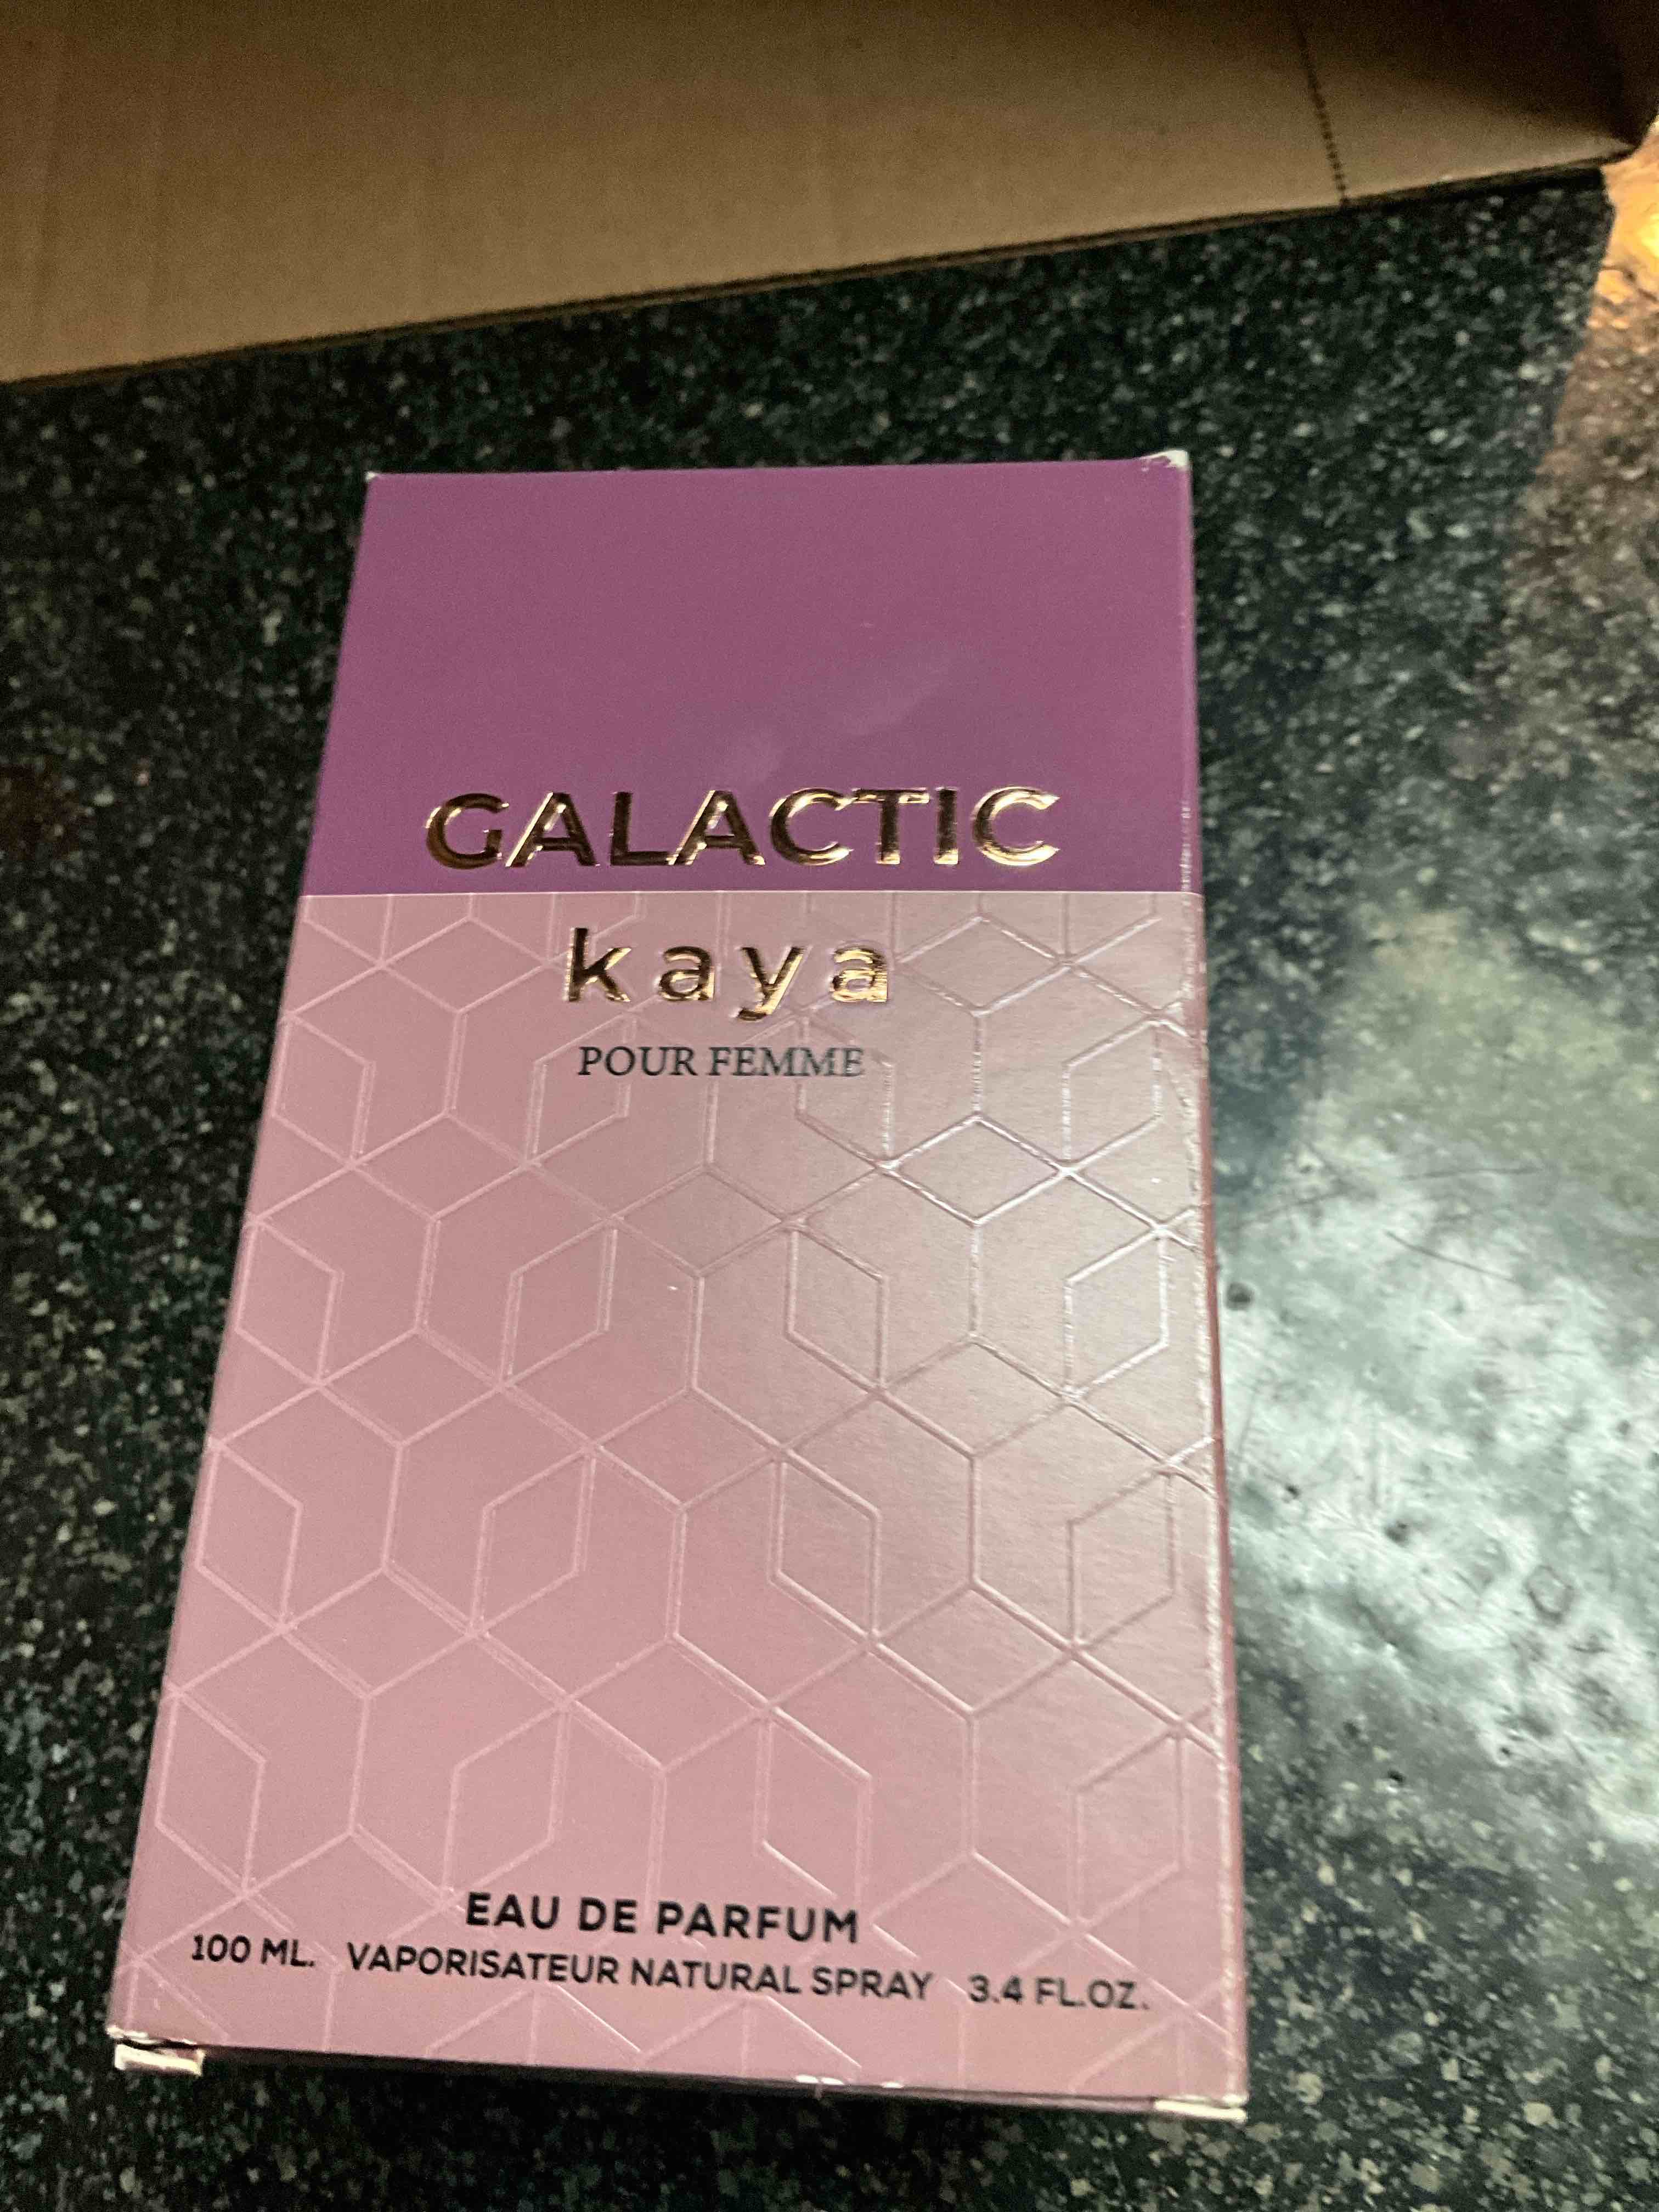 GALACTIC
kaya
POUR FEMME
EAU DE PARFUM
100 ML. VAPORISATEUR NATURAL SPRAY 3.4 FL.OZ.